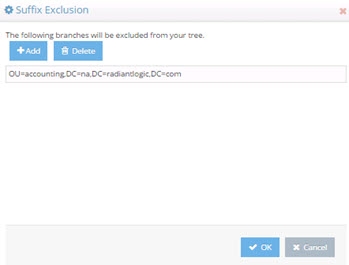 Suffix Exclusion
The following branches will be excluded from your tree.
Add Delete
OU=accounting,DC=na,DC=radiantlogic,DC=com
OK Cancel